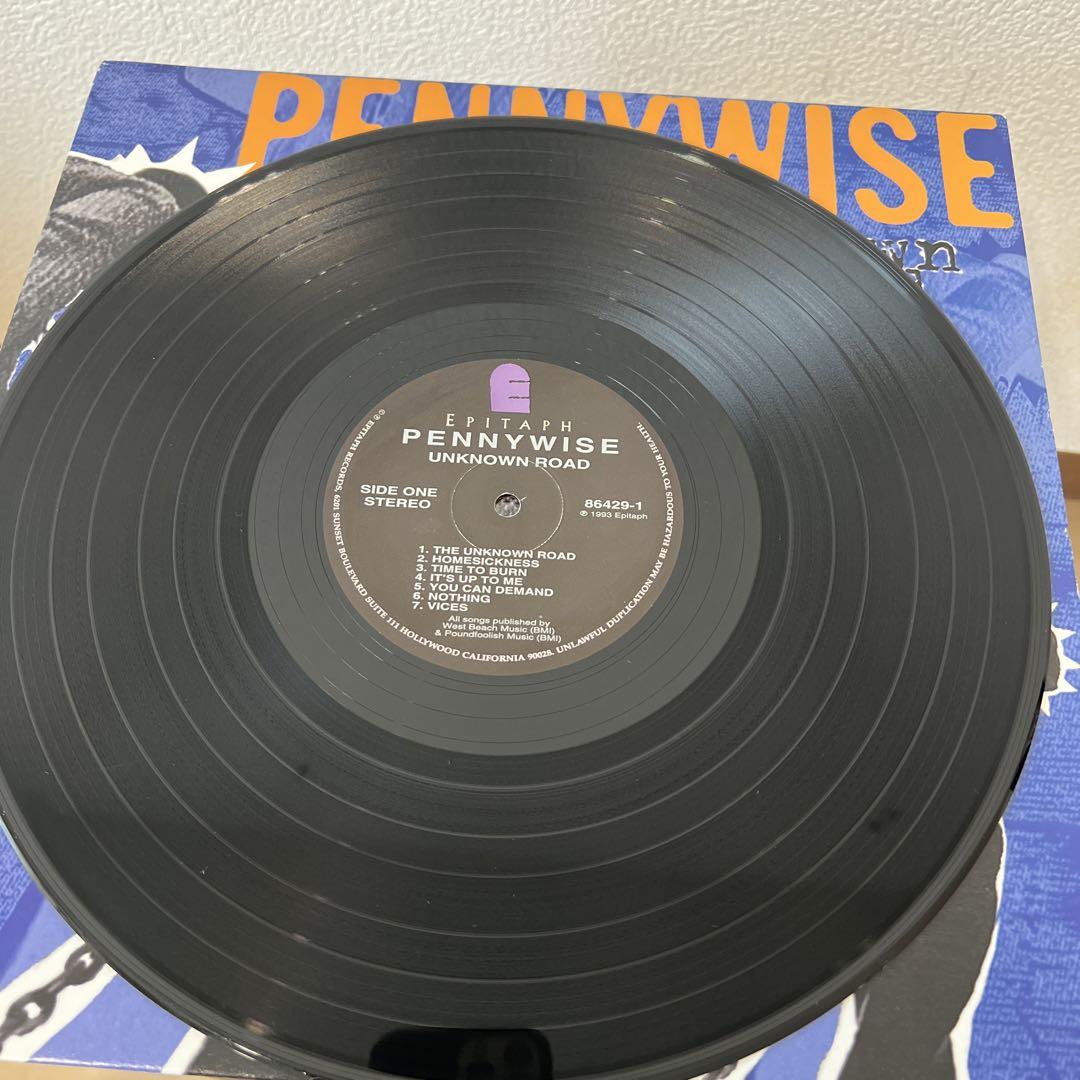 PENNYWISE
wn
EPITAPH
PENNYWISE
UNKNOWN ROAD
SIDE ONE
STEREO
86429-1
℗ 1993 Epitaph
1. THE UNKNOWN ROAD
2. HOMESICKNESS
3. TIME TO BURN
4. IT'S UP TO ME
5. YOU CAN DEMAND
6. NOTHING
7. VICES
All songs published by
West Beach Music (BMI)
& Poundfoolish Music (BMI)
©℗ EPITAPH RECORDS, 6201 SUNSET BOULEVARD SUITE 111 HOLLYWOOD CALIFORNIA 90028. UNLAWFUL DUPLICATION MAY BE HAZARDOUS TO YOUR HEALTH.